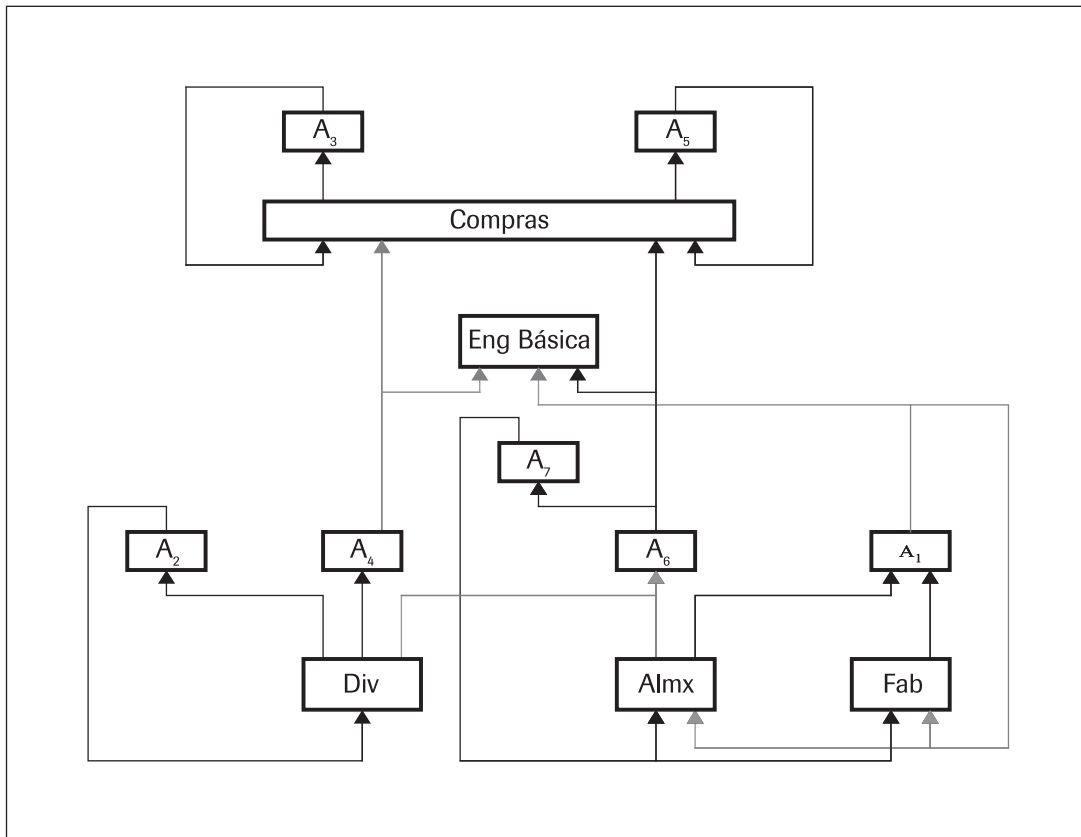 A₃
A₅
Compras
Eng Básica
A₇
A₂
A₄
A₆
A₁
Div
Almx
Fab